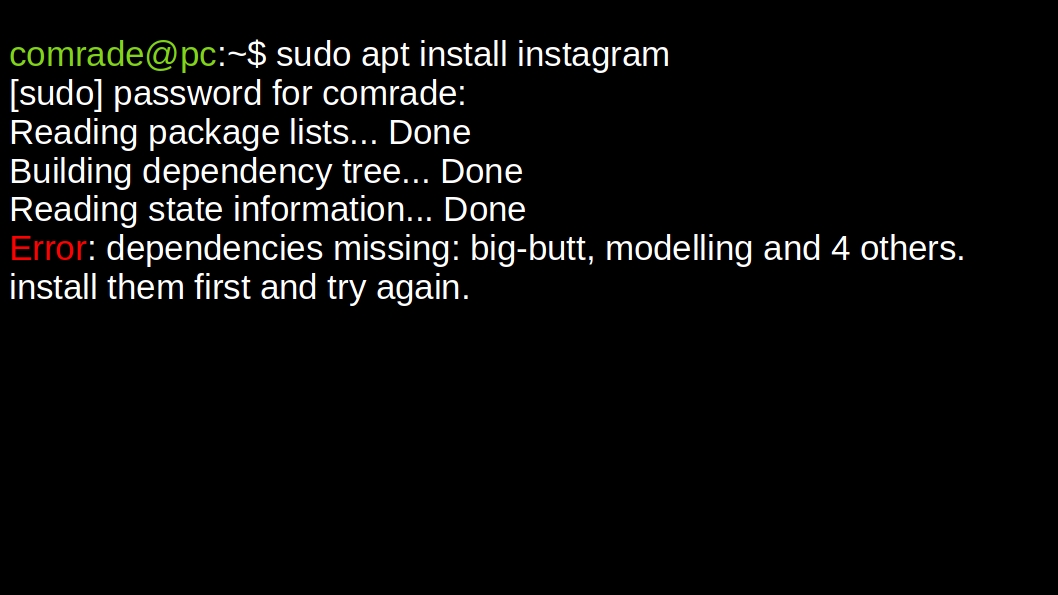 comrade@pc:~$ sudo apt install instagram
[sudo] password for comrade:
Reading package lists... Done
Building dependency tree... Done
Reading state information... Done
Error: dependencies missing: big-butt, modelling and 4 others.
install them first and try again.